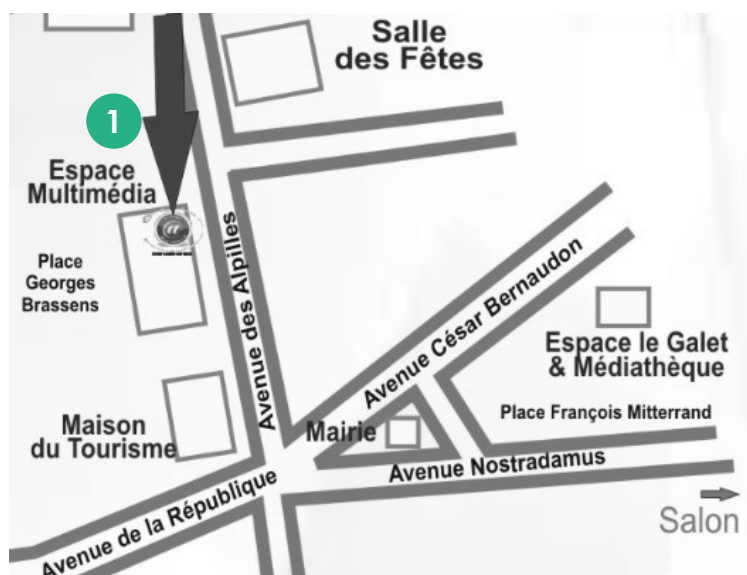 Salle
des Fêtes
1
Espace
Multimédia
Place
Georges
Brassens
Avenue des Alpilles
Avenue César Bernaudon
Espace le Galet
& Médiathèque
Place François Mitterrand
Maison
du Tourisme
Mairie
Avenue Nostradamus
Avenue de la République
Salon